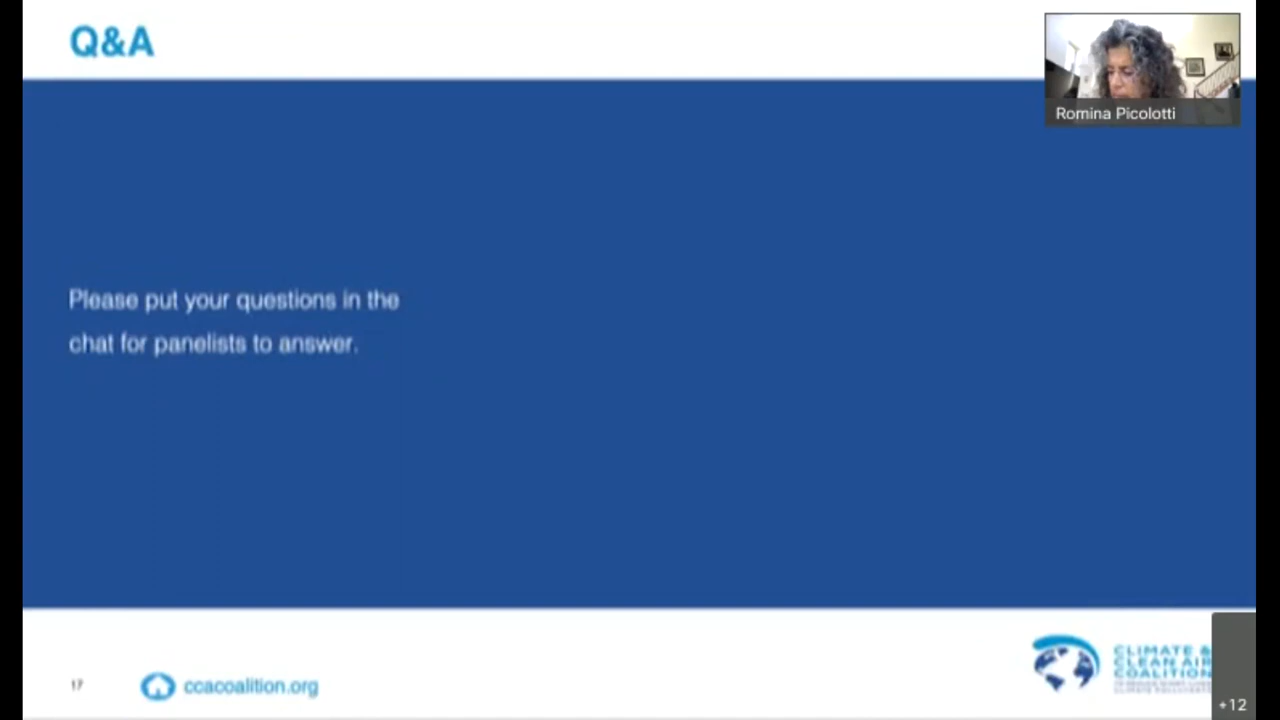 Q&A
Romina Picolotti
Please put your questions in the
chat for panelists to answer.
17
ccacoalition.org
CLIMATE &
CLEAN AIR
COALITION
+12